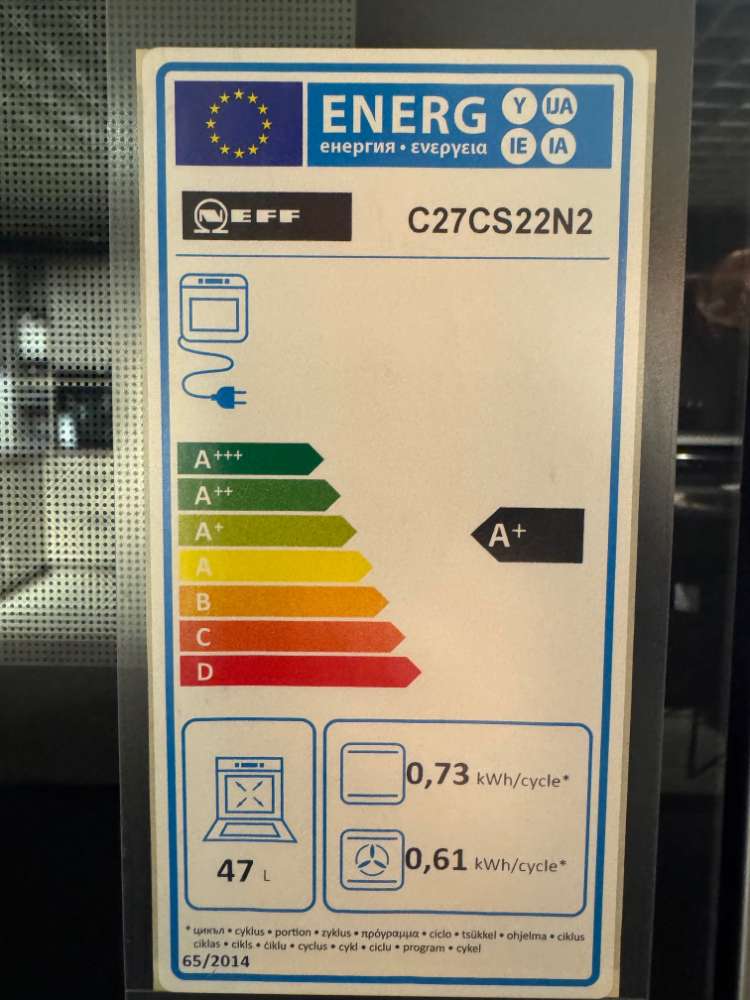 ENERG Y IJA
енергия • ενεργεια IE IA
NEFF C27CS22N2
A+++
A++
A+
A+
A
B
C
D
0,73 kWh/cycle*
0,61 kWh/cycle*
47 L
* цикъл • cyklus • portion • zyklus • πρόγραμμα • ciclo • tsükkel • ohjelma • ciklus
ciklas • cikls • ċiklu • cyclus • cykl • ciclu • program • cykel
65/2014